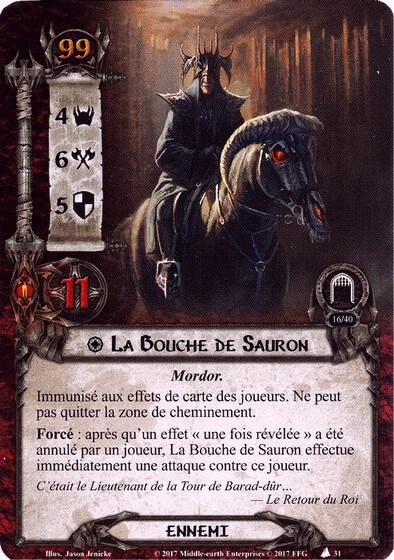 99
4
6
5
11
16/40
La Bouche de Sauron
Mordor.
Immunisé aux effets de carte des joueurs. Ne peut
pas quitter la zone de cheminement.
Forcé : après qu'un effet « une fois révélée » a été
annulé par un joueur, La Bouche de Sauron effectue
immédiatement une attaque contre ce joueur.
C'était le Lieutenant de la Tour de Barad-dûr…
— Le Retour du Roi
ENNEMI
Illus. Jason Jenicke © 2017 Middle-earth Enterprises © 2017 FFG 31